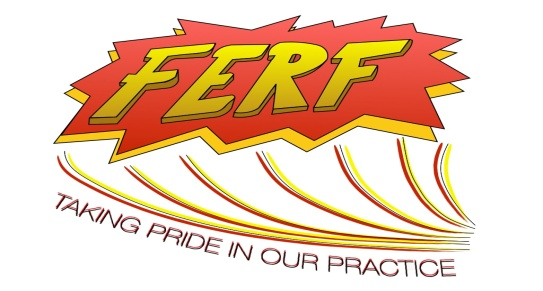 FERF
TAKING PRIDE IN OUR PRACTICE